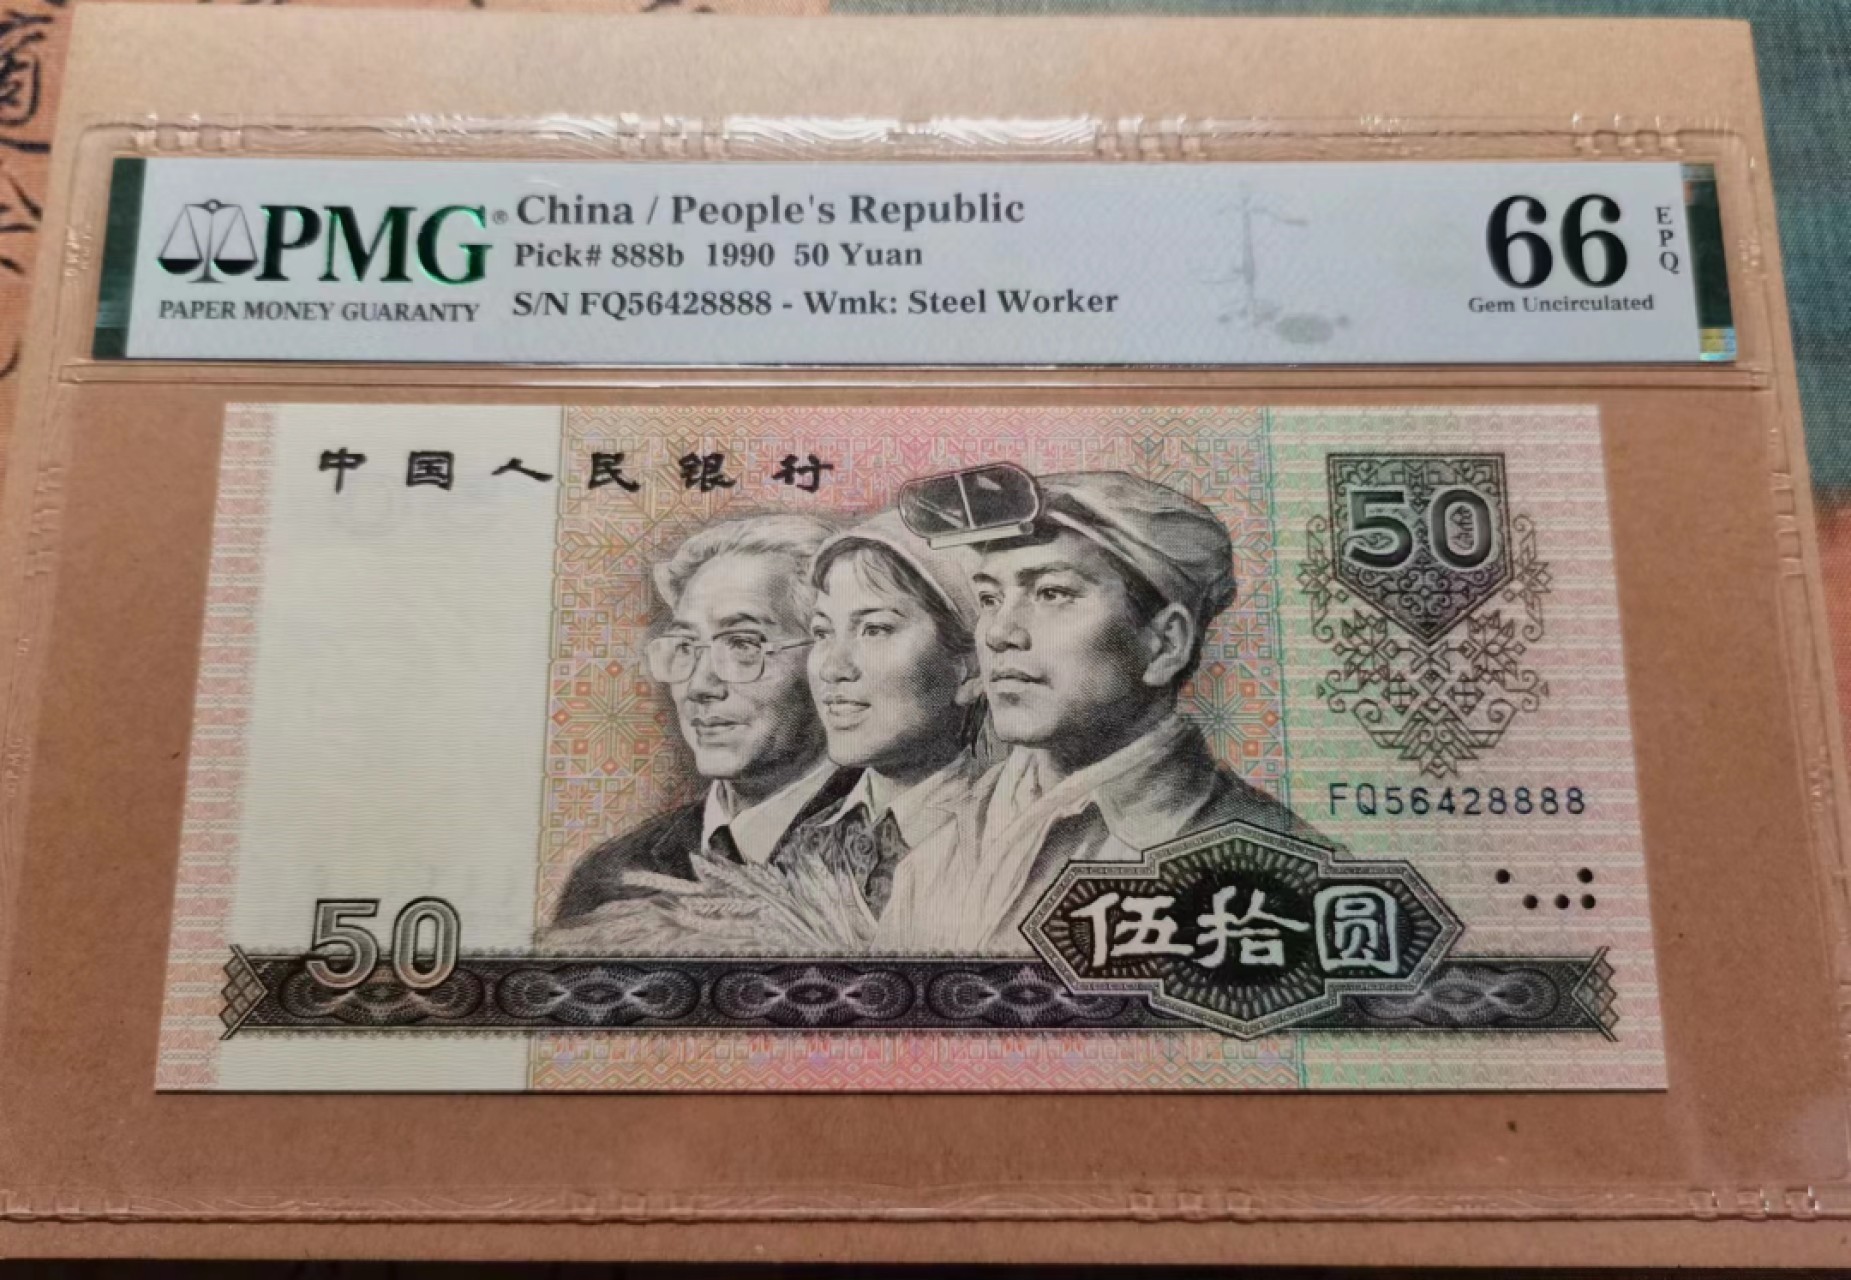 PMG®
PAPER MONEY GUARANTY
China / People's Republic
Pick# 888b 1990 50 Yuan
S/N FQ56428888 - Wmk: Steel Worker
66
EPQ
Gem Uncirculated
中国人民银行
50
FQ56428888
50
伍拾圆